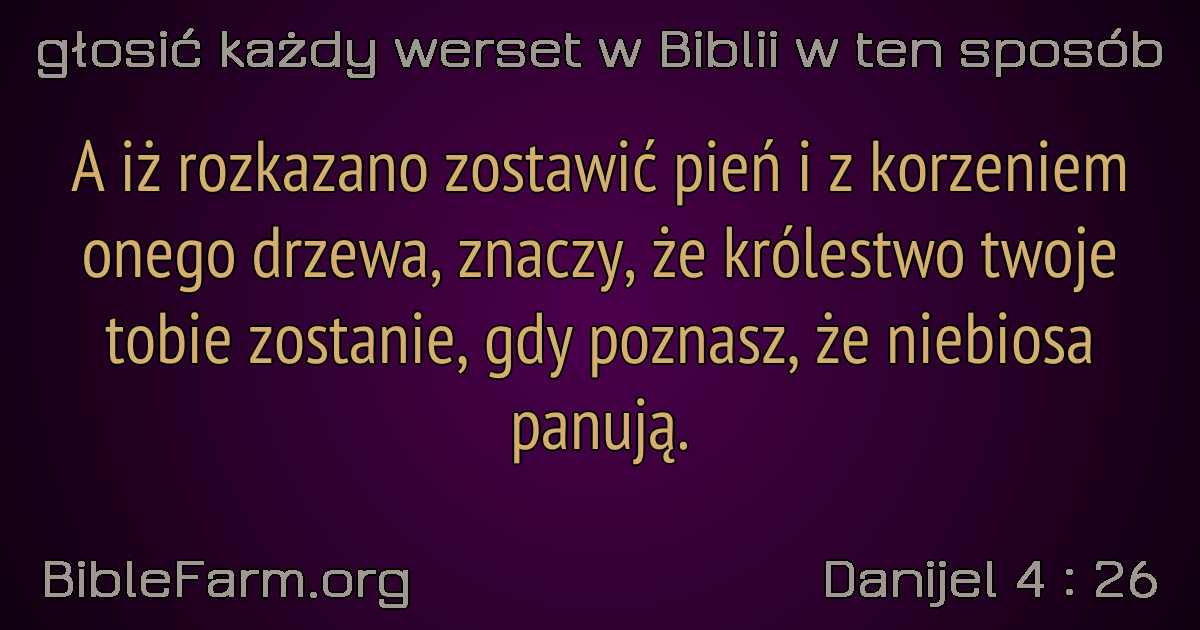 głosić każdy werset w Biblii w ten sposób
A iż rozkazano zostawić pień i z korzeniem
onego drzewa, znaczy, że królestwo twoje
tobie zostanie, gdy poznasz, że niebiosa
panują.
BibleFarm.org
Danijel 4 : 26